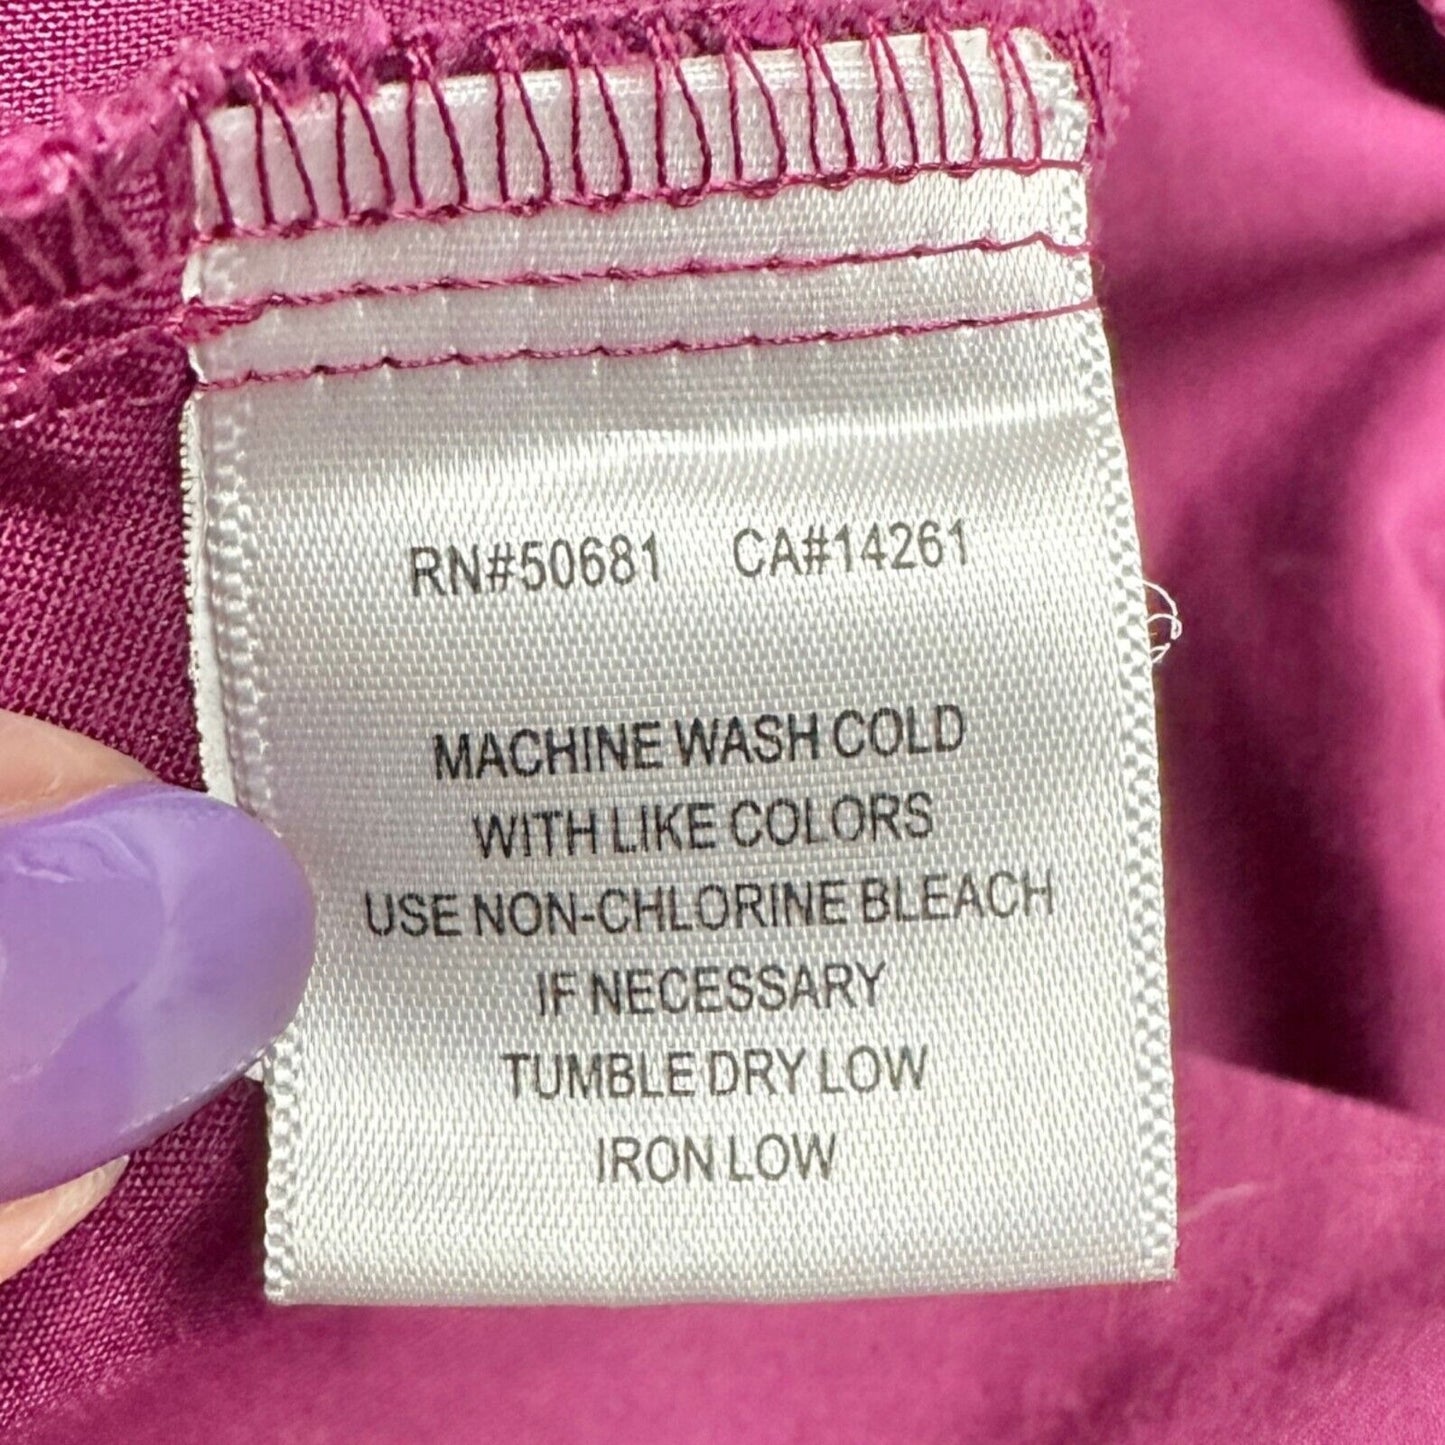 RN#50681 CA#14261
MACHINE WASH COLD
WITH LIKE COLORS
USE NON-CHLORINE BLEACH
IF NECESSARY
TUMBLE DRY LOW
IRON LOW